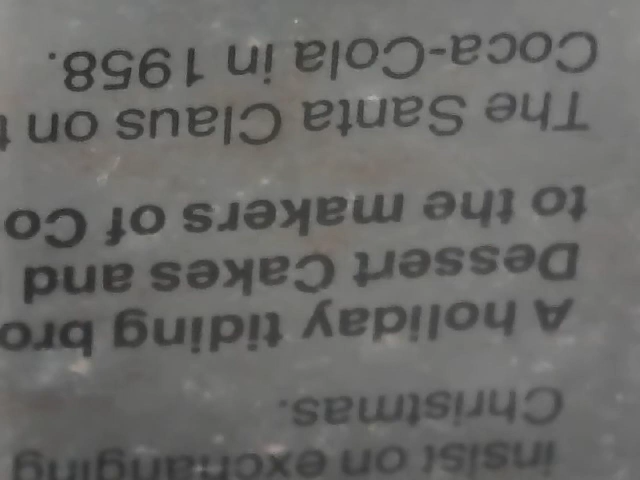 insist on exchanging
Christmas.
A holiday tiding bro
Dessert Cakes and
to the makers of Co
The Santa Claus on t
Coca-Cola in 1958.